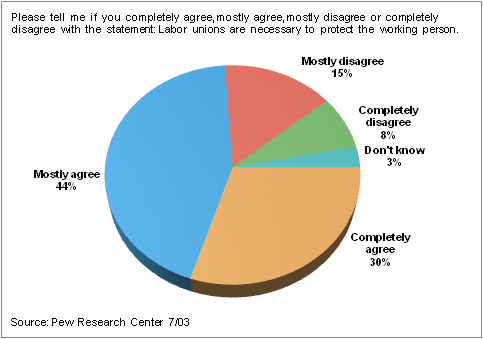 Please tell me if you completely agree, mostly agree, mostly disagree or completely
disagree with the statement: Labor unions are necessary to protect the working person.
Mostly disagree
15%
Completely
disagree
8%
Don't know
3%
Mostly agree
44%
Completely
agree
30%
Source: Pew Research Center 7/03